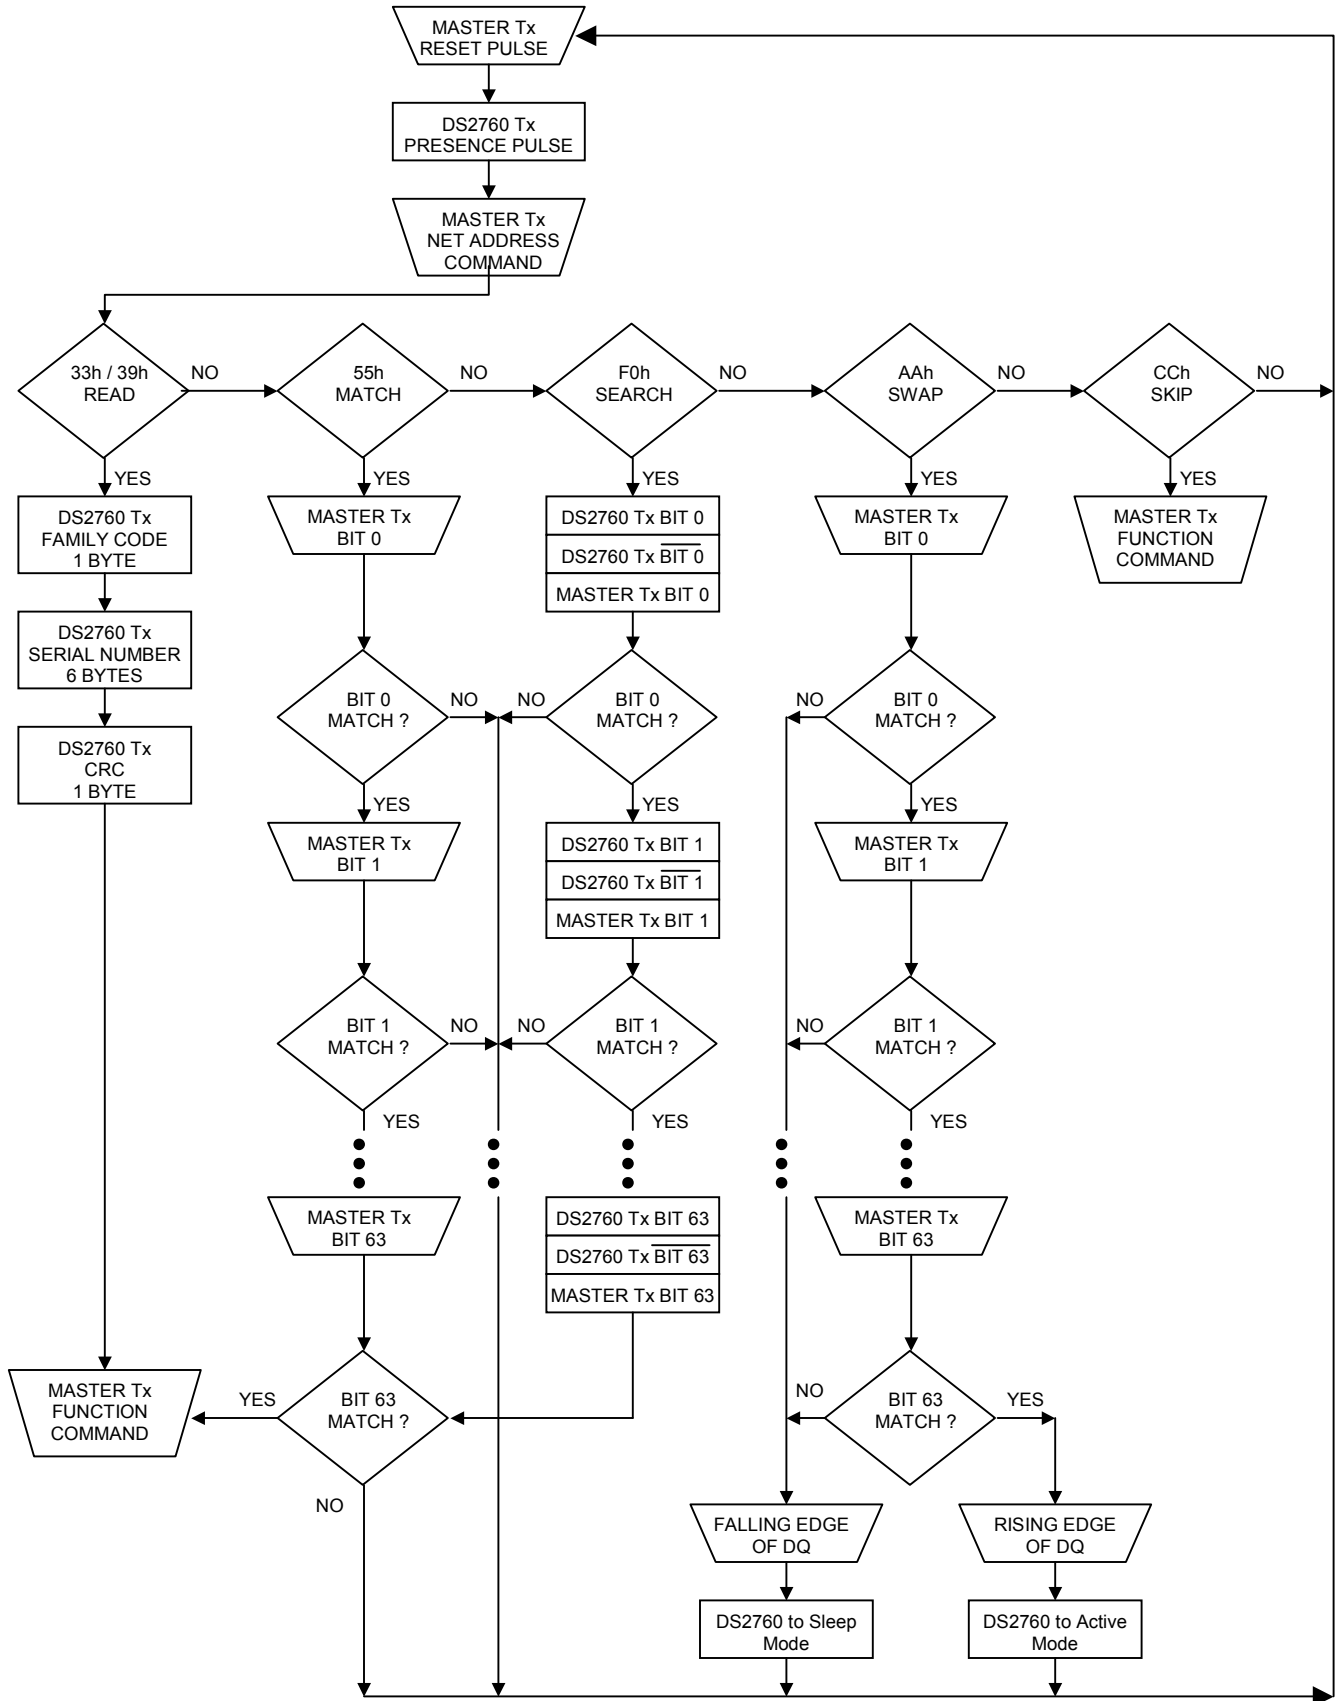 MASTER Tx
RESET PULSE
DS2760 Tx
PRESENCE PULSE
MASTER Tx
NET ADDRESS
COMMAND
33h / 39h
READ
NO
55h
MATCH
NO
F0h
SEARCH
NO
AAh
SWAP
NO
CCh
SKIP
NO
YES
YES
YES
YES
YES
DS2760 Tx
FAMILY CODE
1 BYTE
MASTER Tx
BIT 0
DS2760 Tx BIT 0
DS2760 Tx B̅I̅T̅ ̅0̅
MASTER Tx BIT 0
MASTER Tx
BIT 0
MASTER Tx
FUNCTION
COMMAND
DS2760 Tx
SERIAL NUMBER
6 BYTES
DS2760 Tx
CRC
1 BYTE
BIT 0
MATCH ?
NO
NO
BIT 0
MATCH ?
NO
BIT 0
MATCH ?
YES
YES
YES
MASTER Tx
BIT 1
DS2760 Tx BIT 1
DS2760 Tx B̅I̅T̅ ̅1̅
MASTER Tx BIT 1
MASTER Tx
BIT 1
BIT 1
MATCH ?
NO
NO
BIT 1
MATCH ?
NO
BIT 1
MATCH ?
YES
YES
YES
MASTER Tx
BIT 63
DS2760 Tx BIT 63
DS2760 Tx B̅I̅T̅ ̅6̅3̅
MASTER Tx BIT 63
MASTER Tx
BIT 63
MASTER Tx
FUNCTION
COMMAND
YES
BIT 63
MATCH ?
NO
NO
BIT 63
MATCH ?
YES
FALLING EDGE
OF DQ
RISING EDGE
OF DQ
DS2760 to Sleep
Mode
DS2760 to Active
Mode